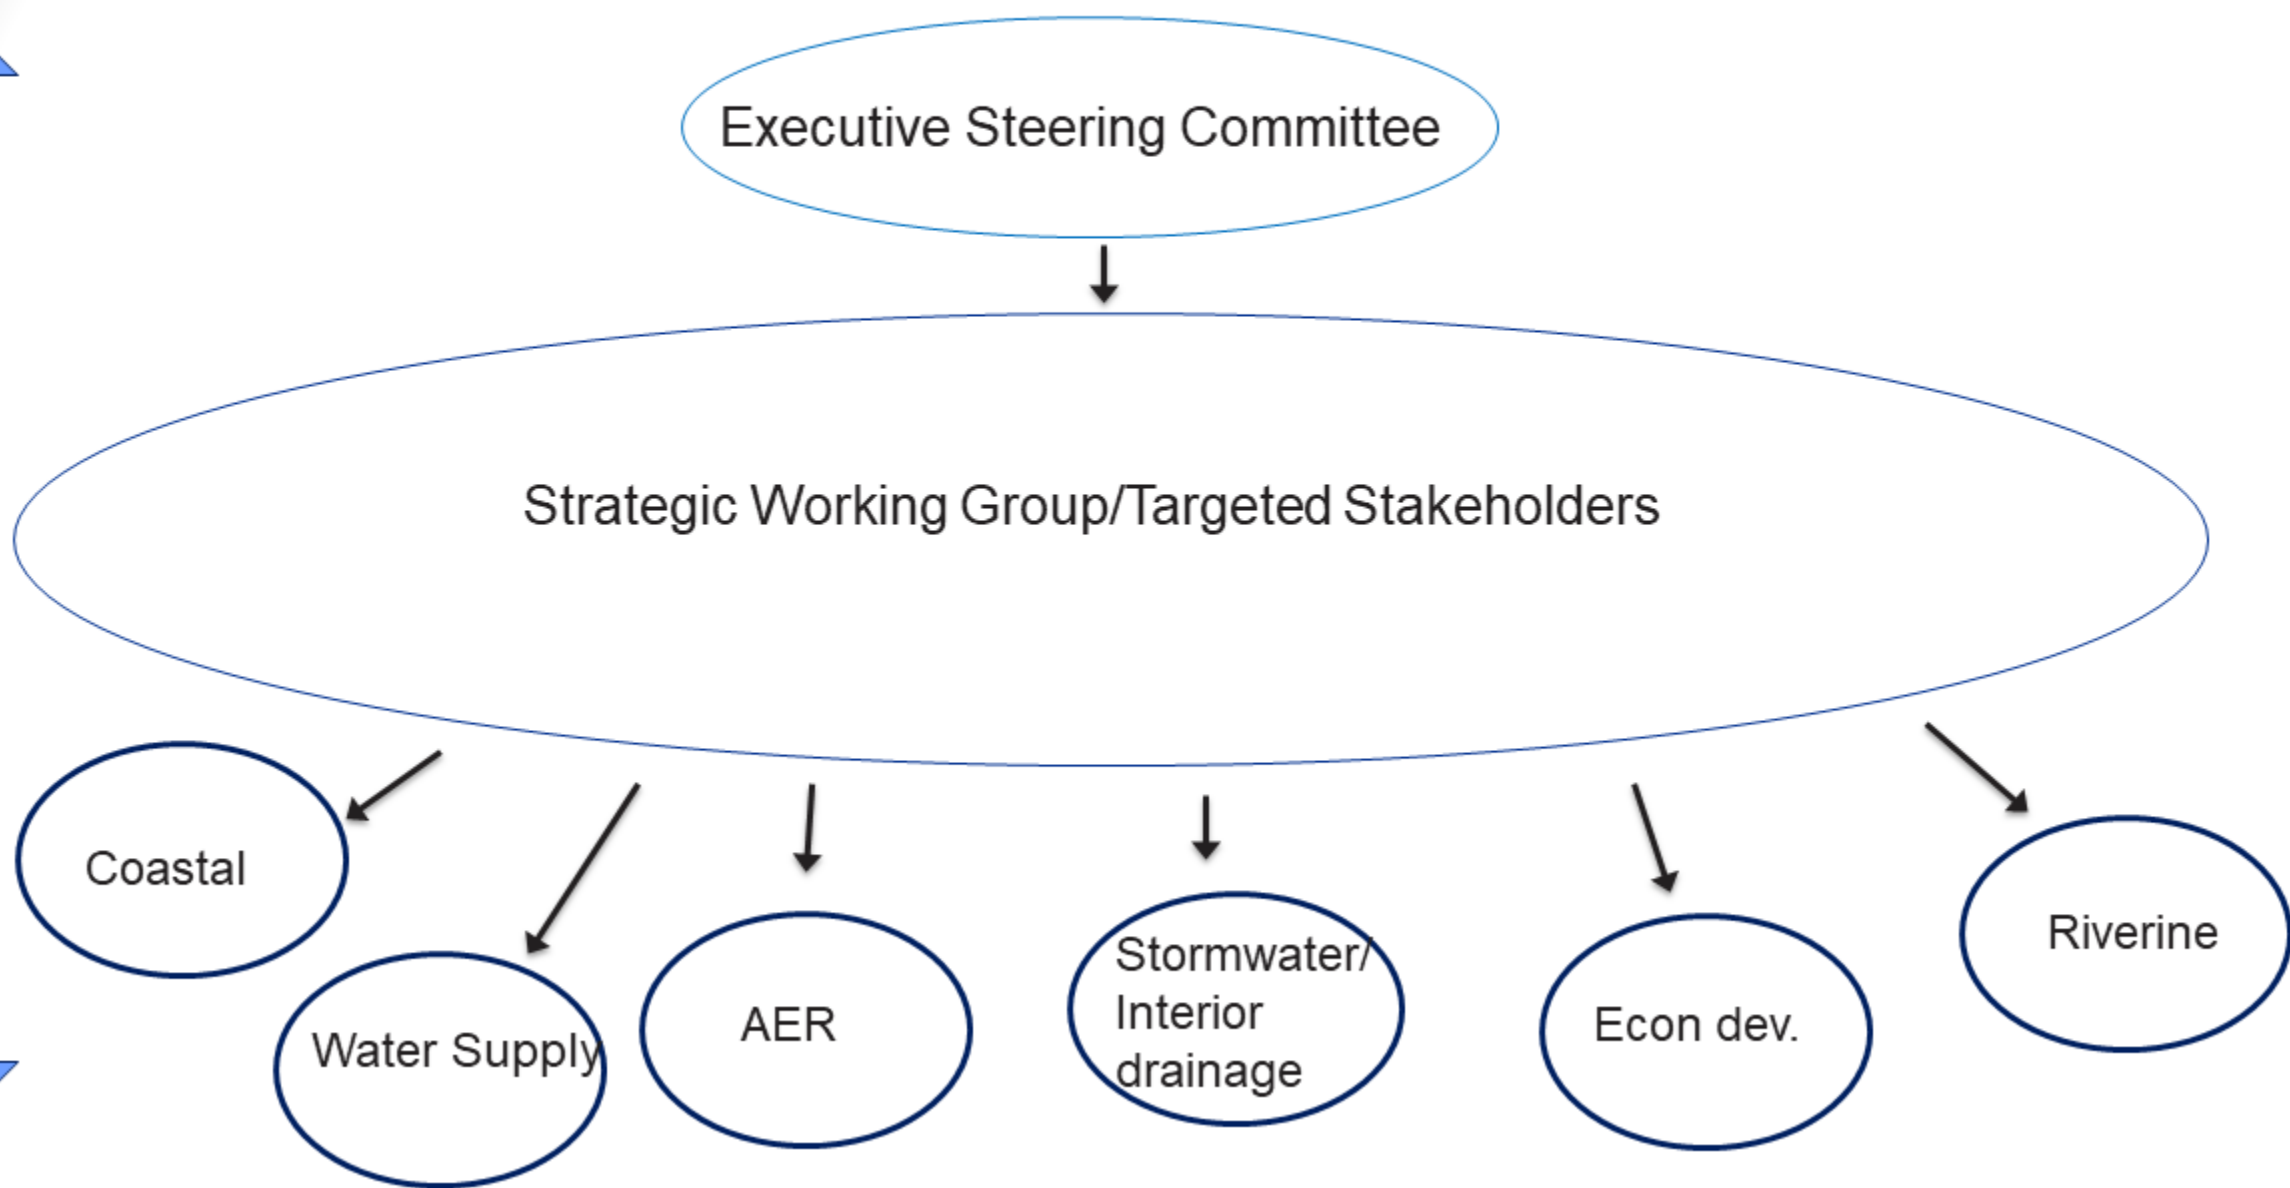 Executive Steering Committee
Strategic Working Group/Targeted Stakeholders
Coastal
Water Supply
AER
Stormwater/
Interior
drainage
Econ dev.
Riverine